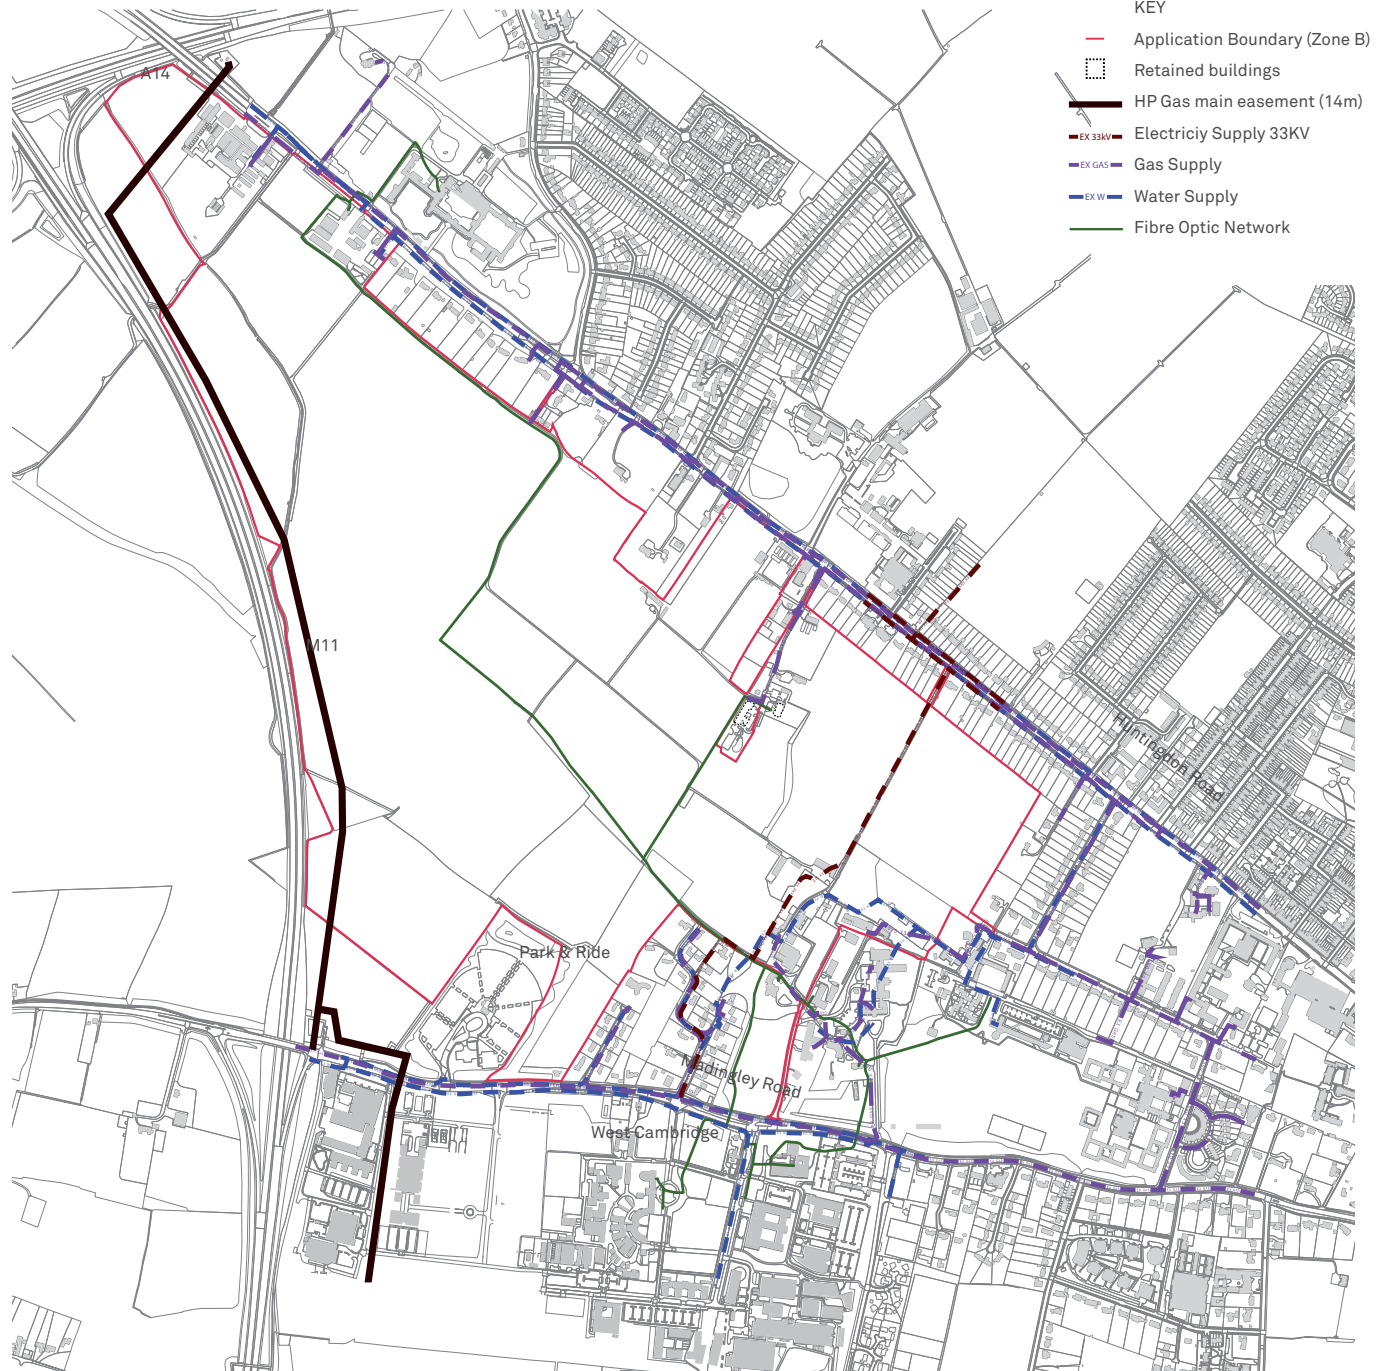 KEY
Application Boundary (Zone B)
Retained buildings
HP Gas main easement (14m)
EX 33kV Electriciy Supply 33KV
EX GAS Gas Supply
EX W Water Supply
Fibre Optic Network
A14
M11
Huntingdon Road
Park & Ride
Madingley Road
West Cambridge